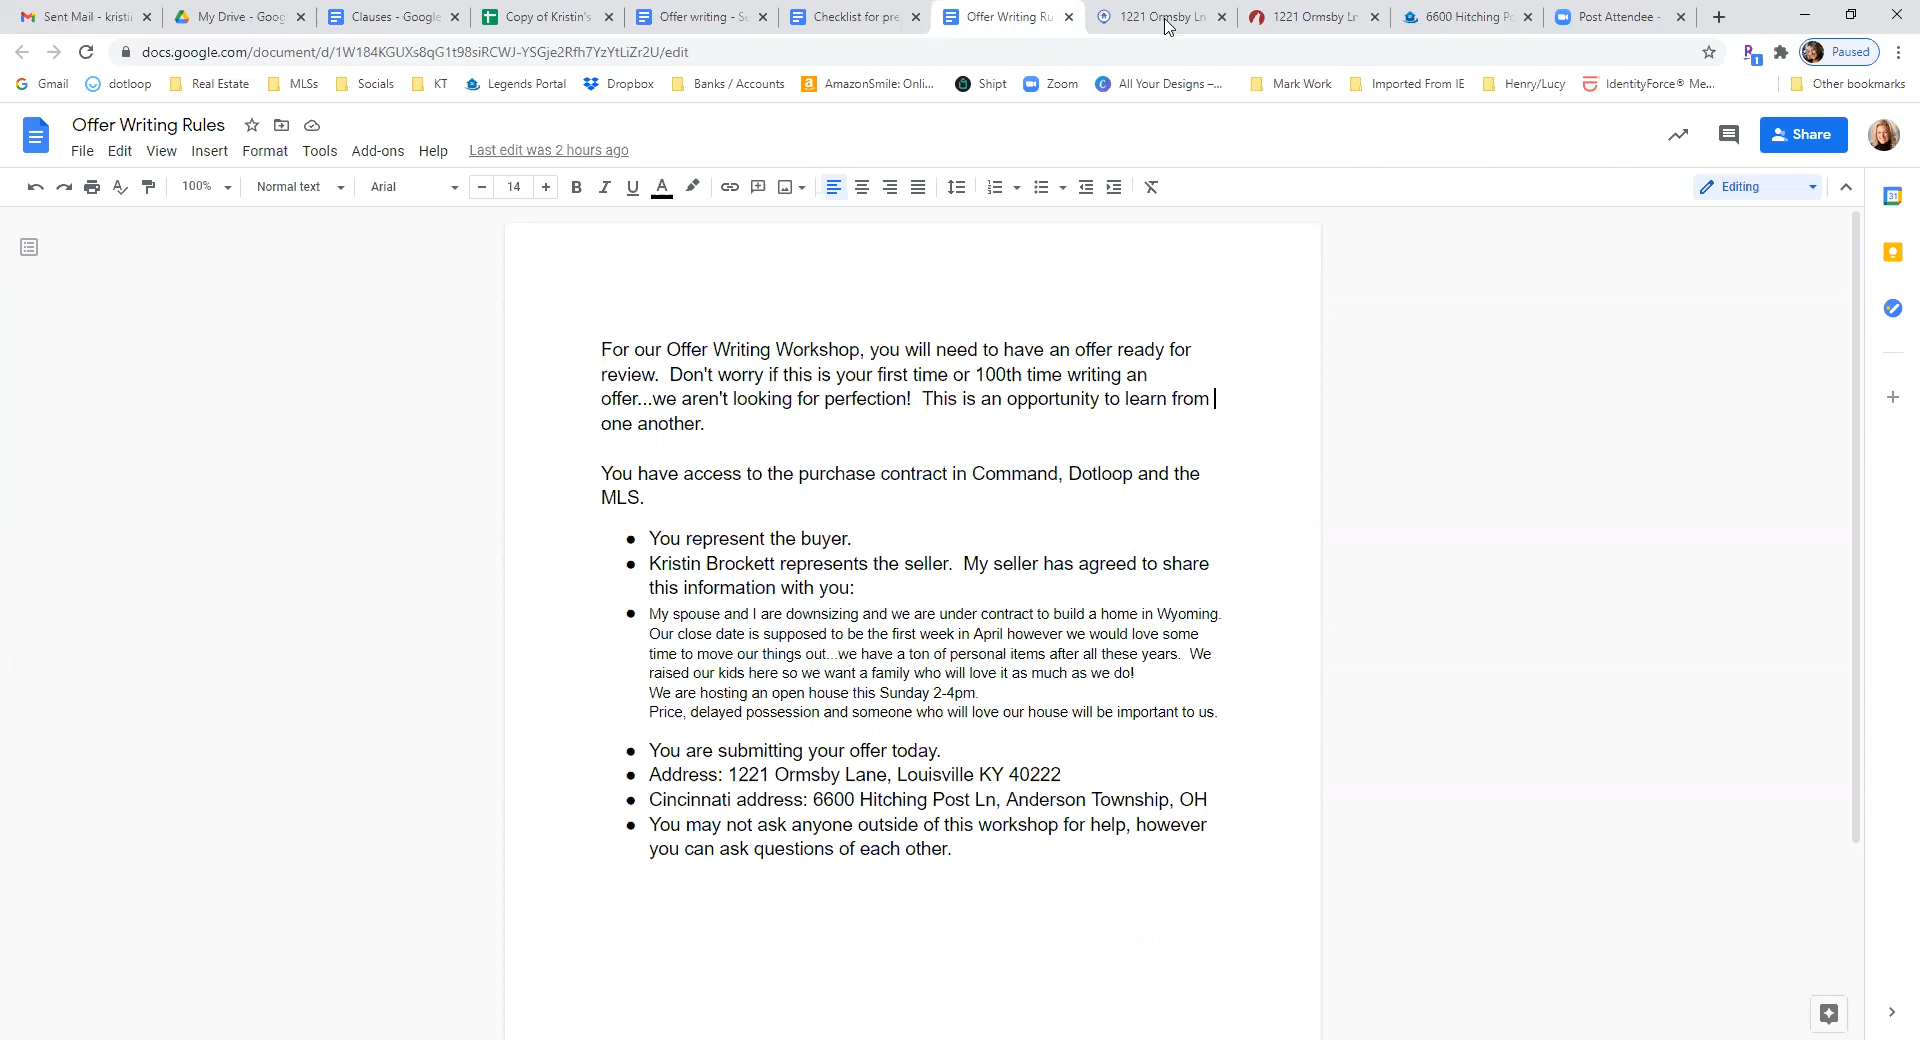 Sent Mail - kristi
My Drive - Goog
Clauses - Google
Copy of Kristin's
Offer writing - S
Checklist for pre
Offer Writing Ru
1221 Ormsby Ln
1221 Ormsby Ln
6600 Hitching Po
Post Attendee -
docs.google.com/document/d/1W184KGUXs8qG1t98siRCWJ-YSGje2Rfh7YzYtLiZr2U/edit
Paused
Gmail
dotloop
Real Estate
MLSs
Socials
KT
Legends Portal
Dropbox
Banks / Accounts
AmazonSmile: Onli...
Shipt
Zoom
All Your Designs –...
Mark Work
Imported From IE
Henry/Lucy
IdentityForce® Me...
Other bookmarks
Offer Writing Rules
File Edit View Insert Format Tools Add-ons Help Last edit was 2 hours ago
Share
100% Normal text Arial 14 Editing
For our Offer Writing Workshop, you will need to have an offer ready for
review. Don't worry if this is your first time or 100th time writing an
offer...we aren't looking for perfection! This is an opportunity to learn from
one another.
You have access to the purchase contract in Command, Dotloop and the
MLS.
● You represent the buyer.
● Kristin Brockett represents the seller. My seller has agreed to share
this information with you:
● My spouse and I are downsizing and we are under contract to build a home in Wyoming.
Our close date is supposed to be the first week in April however we would love some
time to move our things out...we have a ton of personal items after all these years. We
raised our kids here so we want a family who will love it as much as we do!
We are hosting an open house this Sunday 2-4pm.
Price, delayed possession and someone who will love our house will be important to us.
● You are submitting your offer today.
● Address: 1221 Ormsby Lane, Louisville KY 40222
● Cincinnati address: 6600 Hitching Post Ln, Anderson Township, OH
● You may not ask anyone outside of this workshop for help, however
you can ask questions of each other.